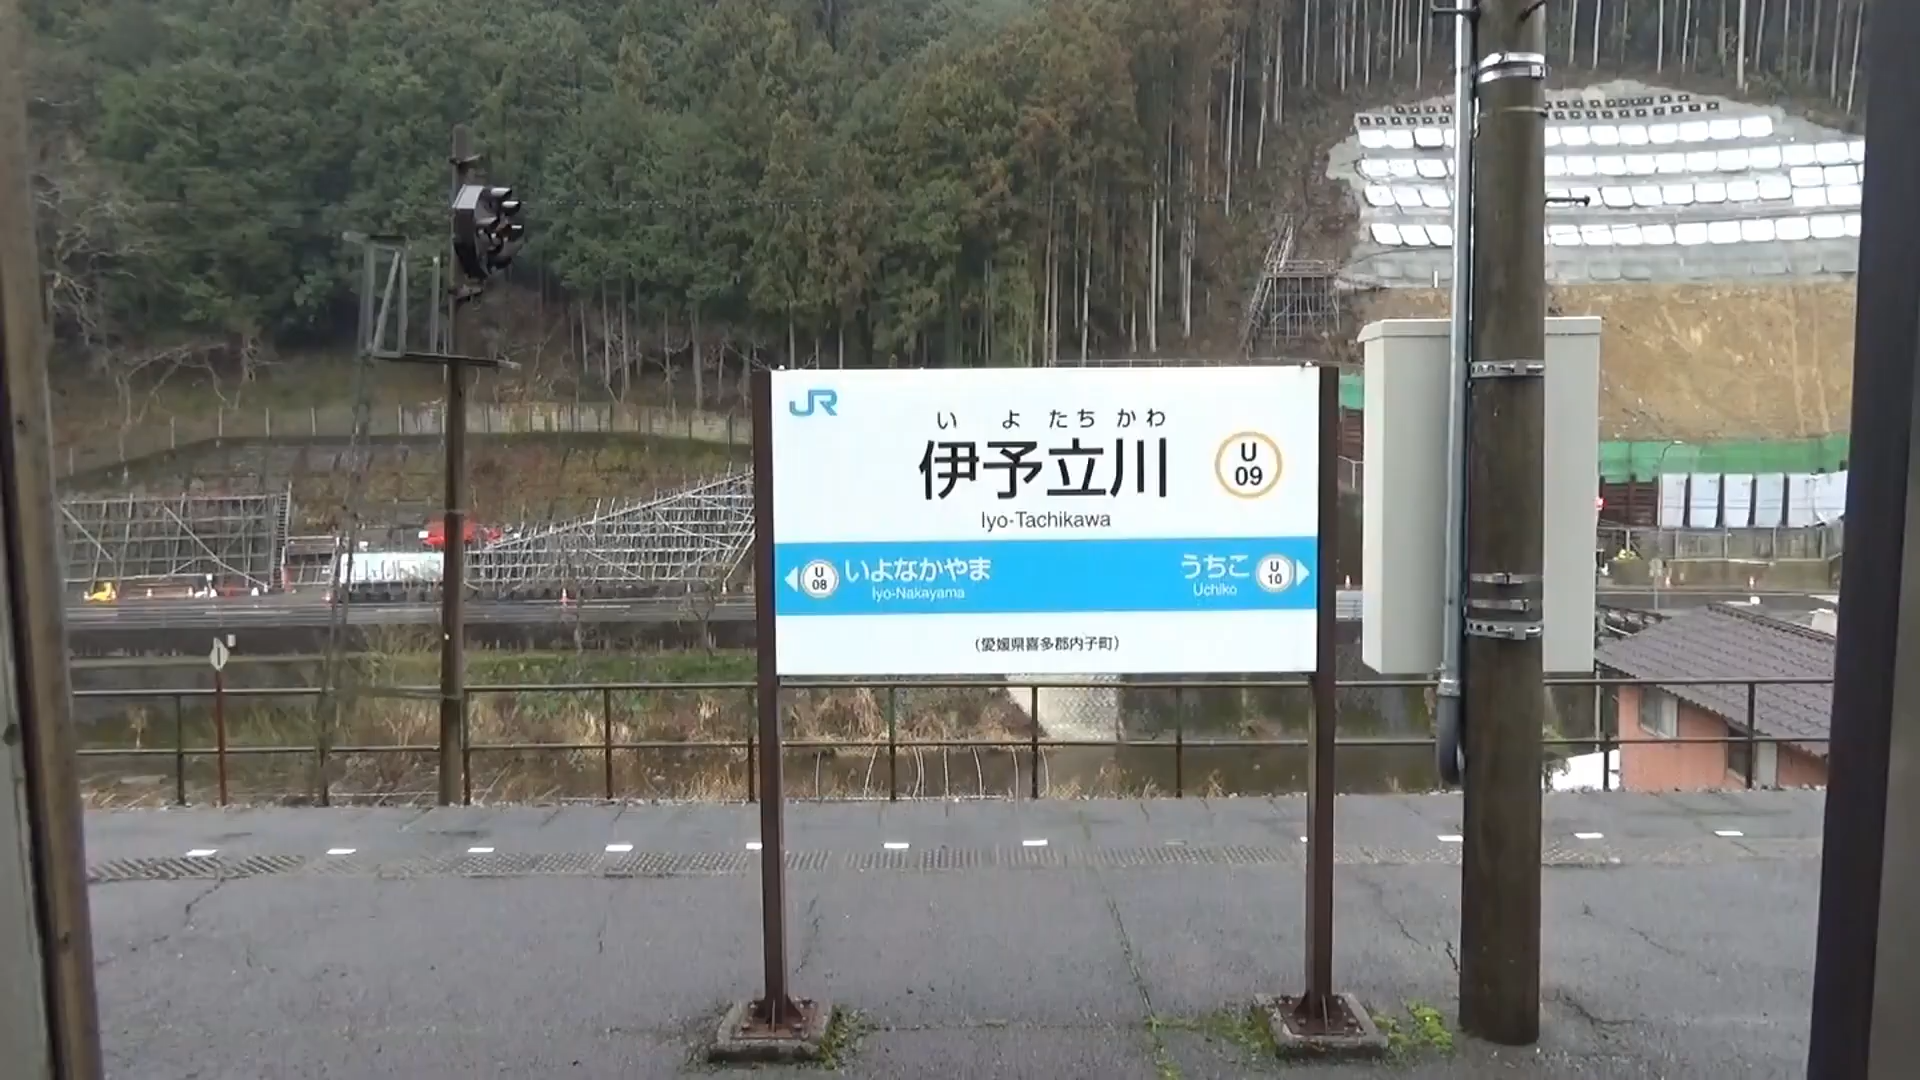 JR
いよたちかわ
伊予立川
U
09
Iyo-Tachikawa
U
08
いよなかやま
Iyo-Nakayama
うちこ
Uchiko
U
10
(愛媛県喜多郡内子町)